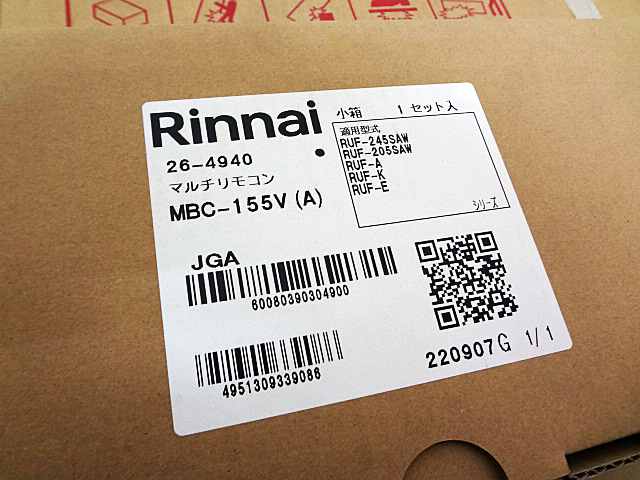 Rinnai
小箱 1 セット入
26-4940
マルチリモコン
MBC-155V (A)
適用型式
RUF-245SAW
RUF-205SAW
RUF-A
RUF-K
RUF-E
シリーズ
JGA
60080390304900
4951309339086
220907G 1/1